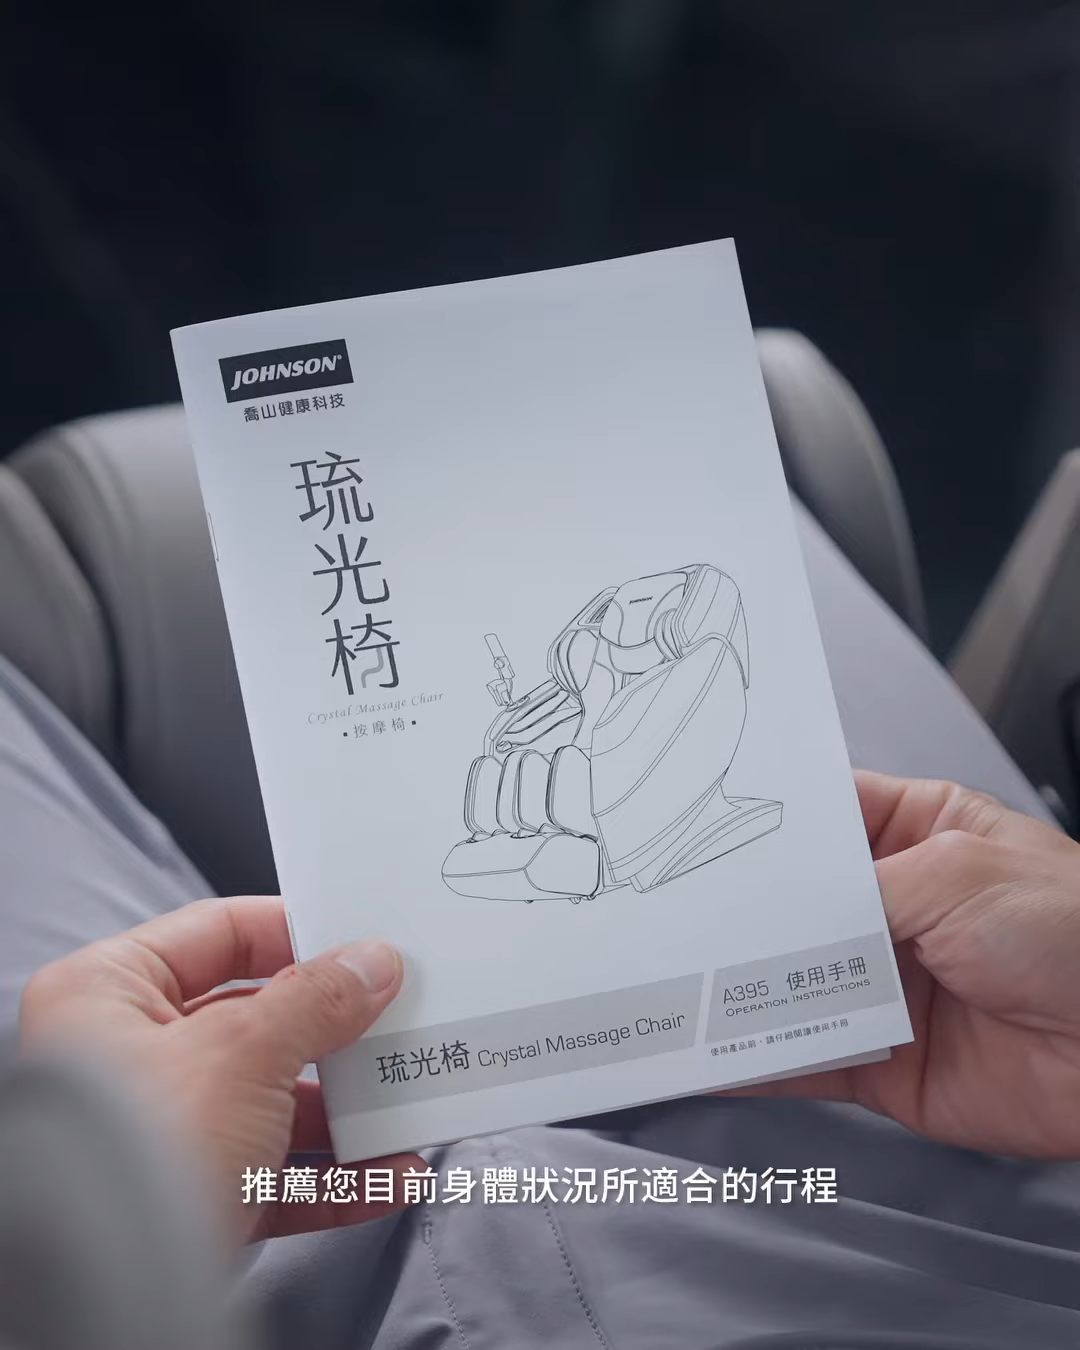 JOHNSON®
喬山健康科技
琉光椅
Crystal Massage Chair
▪按摩椅▪
JOHNSON
琉光椅 Crystal Massage Chair
A395 使用手冊
OPERATION INSTRUCTIONS
使用產品前，請仔細閱讀使用手冊
推薦您目前身體狀況所適合的行程